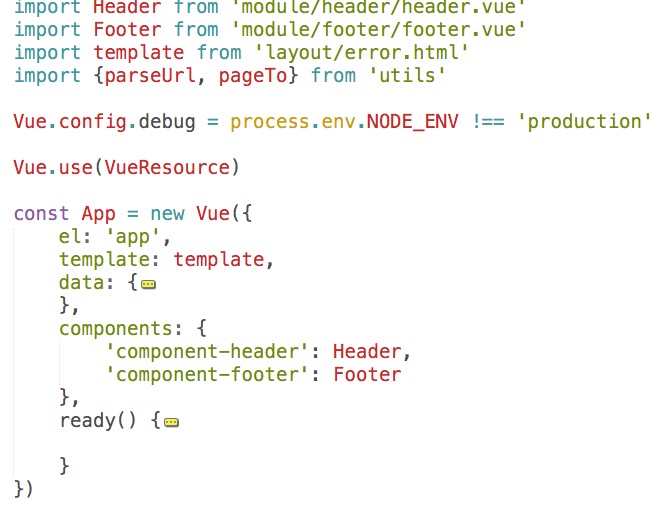 import Header from 'module/header/header.vue'
import Footer from 'module/footer/footer.vue'
import template from 'layout/error.html'
import {parseUrl, pageTo} from 'utils'
Vue.config.debug = process.env.NODE_ENV !== 'production'
Vue.use(VueResource)
const App = new Vue({
    el: 'app',
    template: template,
    data: {
    },
    components: {
        'component-header': Header,
        'component-footer': Footer
    },
    ready() {
    }
})